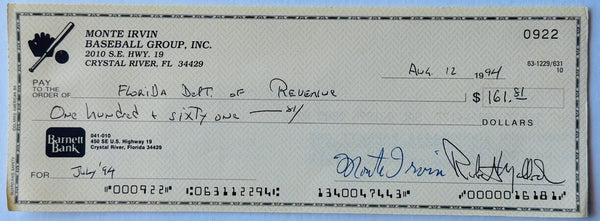 MONTE IRVIN
BASEBALL GROUP, INC.
2010 S.E. HWY. 19
CRYSTAL RIVER, FL 34429
0922
63-1229/631
10
Aug. 12 1994
PAY
TO THE
ORDER OF Florida Dept. of Revenue $ 161.81
One hundred + sixty one — 81/ DOLLARS
Barnett
Bank
041-010
450 SE U.S. Highway 19
Crystal River, Florida 34429
FOR July '94 Monte Irvin
⑈000922⑈ ⑆063112294⑆ 1340047443⑈ ⑈0000016181⑈